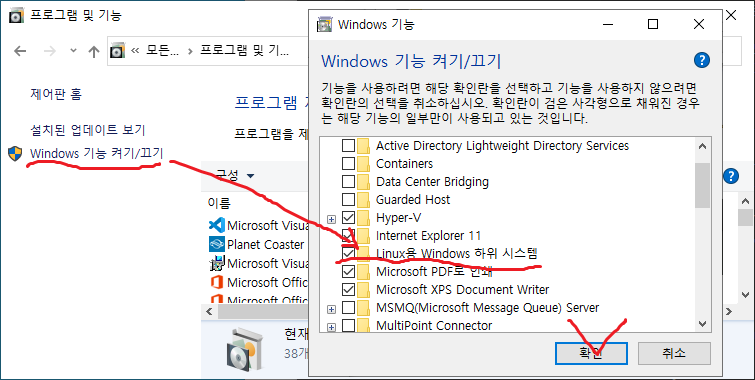 프로그램 및 기능
모든...
프로그램 및 기...
제어판 홈
설치된 업데이트 보기
Windows 기능 켜기/끄기
프로그램
프로그램을 제
구성
이름
Microsoft Visua
Planet Coaster
Microsoft Visua
Microsoft Offic
Microsoft Offic
현재
38개
Windows 기능
Windows 기능 켜기/끄기
기능을 사용하려면 해당 확인란을 선택하고 기능을 사용하지 않으려면
확인란의 선택을 취소하십시오. 확인란이 검은 사각형으로 채워진 경우
는 해당 기능의 일부만이 사용되고 있는 것입니다.
Active Directory Lightweight Directory Services
Containers
Data Center Bridging
Guarded Host
Hyper-V
Internet Explorer 11
Linux용 Windows 하위 시스템
Microsoft PDF로 인쇄
Microsoft XPS Document Writer
MSMQ(Microsoft Message Queue) Server
MultiPoint Connector
확인
취소